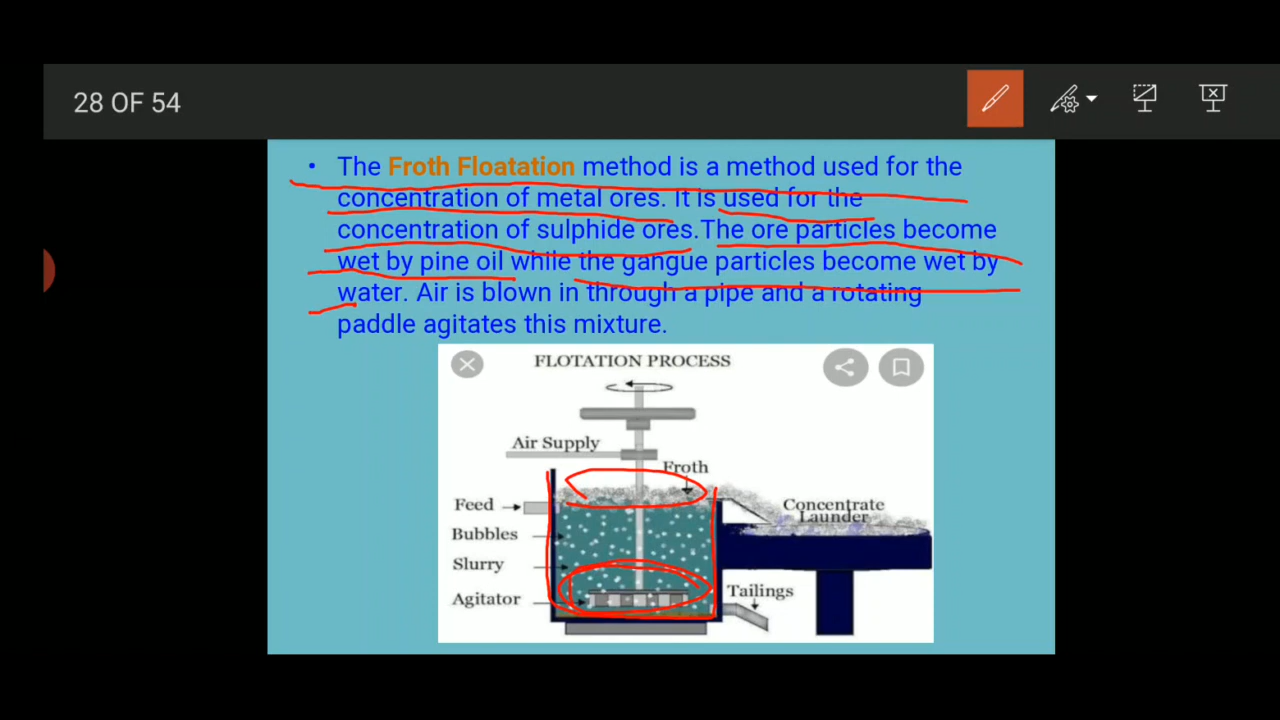 28 OF 54
• The Froth Floatation method is a method used for the
concentration of metal ores. It is used for the
concentration of sulphide ores.The ore particles become
wet by pine oil while the gangue particles become wet by
water. Air is blown in through a pipe and a rotating
paddle agitates this mixture.
FLOTATION PROCESS
Air Supply
Froth
Feed
Concentrate
Launder
Bubbles
Slurry
Agitator
Tailings